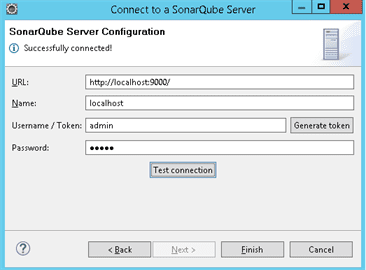 Connect to a SonarQube Server
SonarQube Server Configuration
Successfully connected!
URL: http://localhost:9000/
Name: localhost
Username / Token: admin Generate token
Password: •••••
Test connection
? < Back Next > Finish Cancel